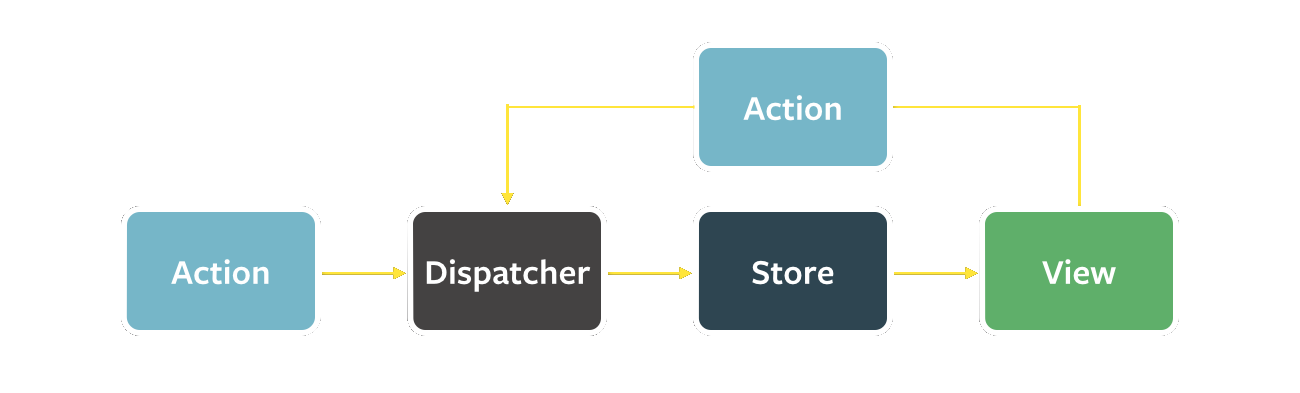 Action
Action
Dispatcher
Store
View